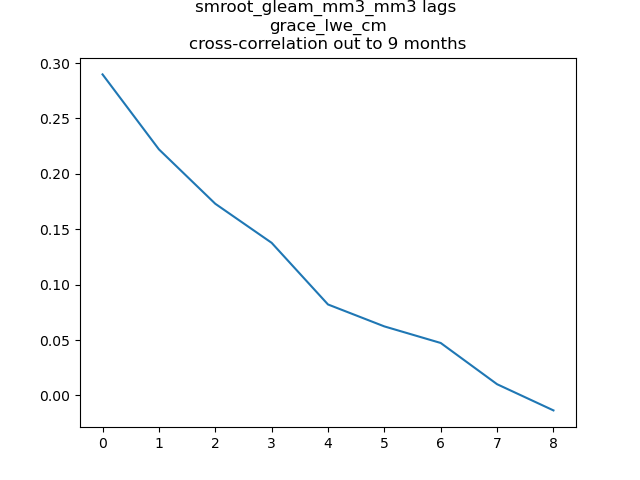 smroot_gleam_mm3_mm3 lags
grace_lwe_cm
cross-correlation out to 9 months
0.30
0.25
0.20
0.15
0.10
0.05
0.00
0 1 2 3 4 5 6 7 8